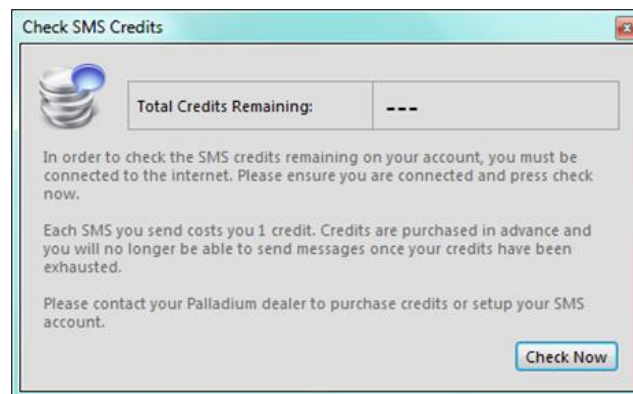 Check SMS Credits
Total Credits Remaining: ---
In order to check the SMS credits remaining on your account, you must be
connected to the internet. Please ensure you are connected and press check
now.
Each SMS you send costs you 1 credit. Credits are purchased in advance and
you will no longer be able to send messages once your credits have been
exhausted.
Please contact your Palladium dealer to purchase credits or setup your SMS
account.
Check Now